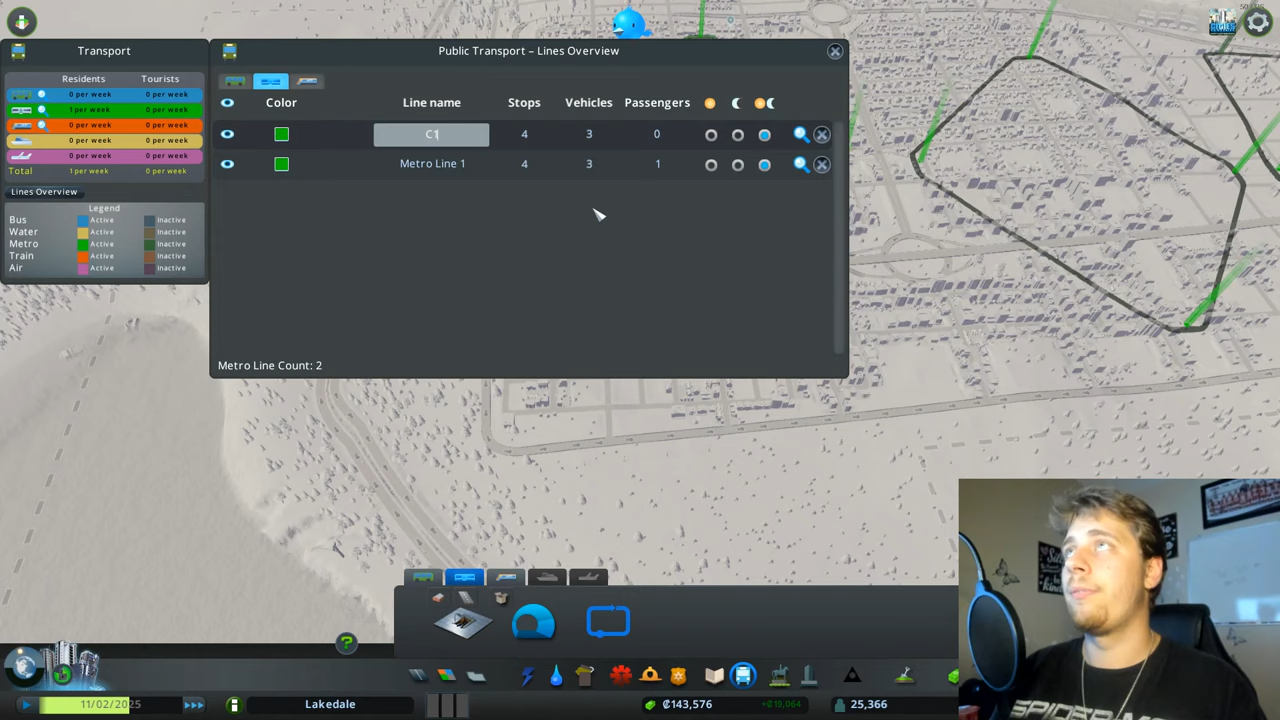 Transport
Public Transport – Lines Overview
Residents Tourists
0 per week 0 per week
1 per week 0 per week
0 per week 0 per week
0 per week 0 per week
0 per week 0 per week
Total 1 per week 0 per week
Lines Overview
Legend
Bus Active Inactive
Water Active Inactive
Metro Active Inactive
Train Active Inactive
Air Active Inactive
Color Line name Stops Vehicles Passengers
C1 4 3 0
Metro Line 1 4 3 1
Metro Line Count: 2
?
11/02/2025
Lakedale
₡143,576
+₡19,064
25,366